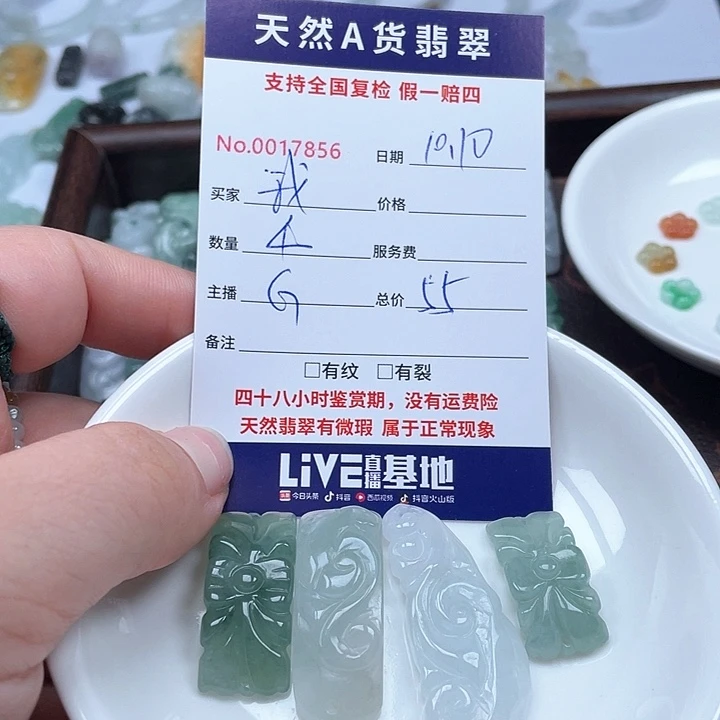 天然A货翡翠
支持全国复检 假一赔四
No.0017856 日期 10.10
买家 我 价格
数量 4 服务费
主播 G 总价 55
备注
□有纹 □有裂
四十八小时鉴赏期，没有运费险
天然翡翠有微瑕 属于正常现象
LiVE直播基地
头条 今日头条 抖音 西瓜视频 抖音火山版